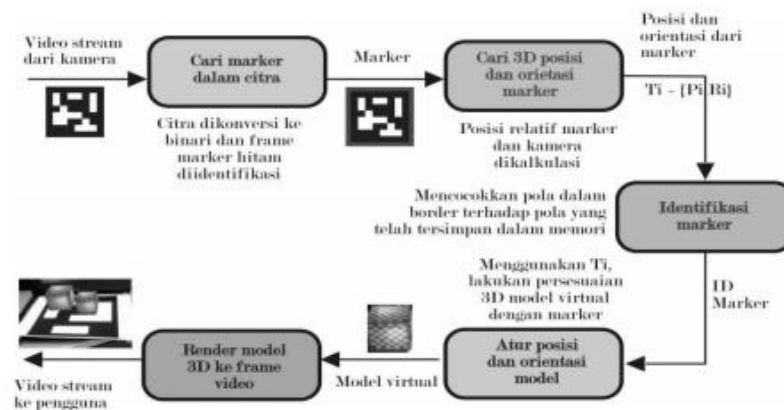 Video stream
dari kamera
Cari marker
dalam citra
Marker
Cari 3D posisi
dan orietasi
marker
Posisi dan
orientasi dari
marker
Ti - {Pi Ri}
Citra dikonversi ke
binari dan frame
marker hitam
diidentifikasi
Posisi relatif marker
dan kamera
dikalkulasi
Mencocokkan pola dalam
border terhadap pola yang
telah tersimpan dalam memori
Identifikasi
marker
Menggunakan Ti,
lakukan persesuaian
3D model virtual
dengan marker
ID
Marker
Render model
3D ke frame
video
Model virtual
Atur posisi
dan orientasi
model
Video stream
ke pengguna